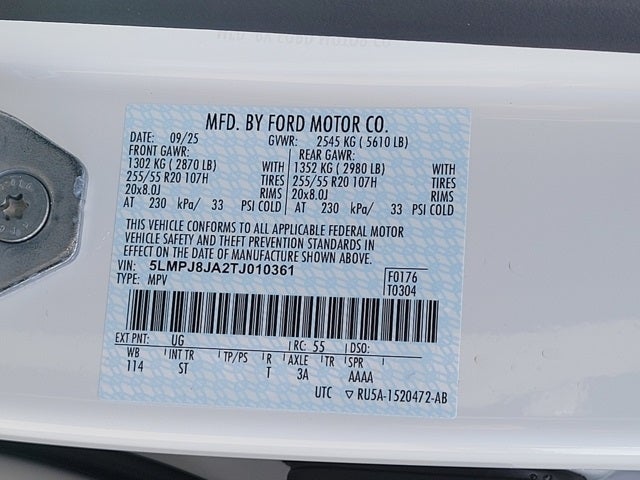 MFD. BY FORD MOTOR CO.
DATE: 09/25 GVWR: 2545 KG ( 5610 LB)
FRONT GAWR: REAR GAWR:
1302 KG ( 2870 LB) WITH 1352 KG ( 2980 LB) WITH
255/55 R20 107H TIRES 255/55 R20 107H TIRES
20x8.0J RIMS 20x8.0J RIMS
AT 230 kPa/ 33 PSI COLD AT 230 kPa/ 33 PSI COLD
THIS VEHICLE CONFORMS TO ALL APPLICABLE FEDERAL MOTOR
VEHICLE SAFETY AND THEFT PREVENTION STANDARDS IN
EFFECT ON THE DATE OF MANUFACTURE SHOWN ABOVE.
VIN: 5LMPJ8JA2TJ010361 F0176
TYPE: MPV T0304
EXT PNT: UG RC: 55 DSO:
WB INT TR TP/PS R AXLE TR SPR
114 ST T 3A AAAA
UTC ▽ RU5A-1520472-AB